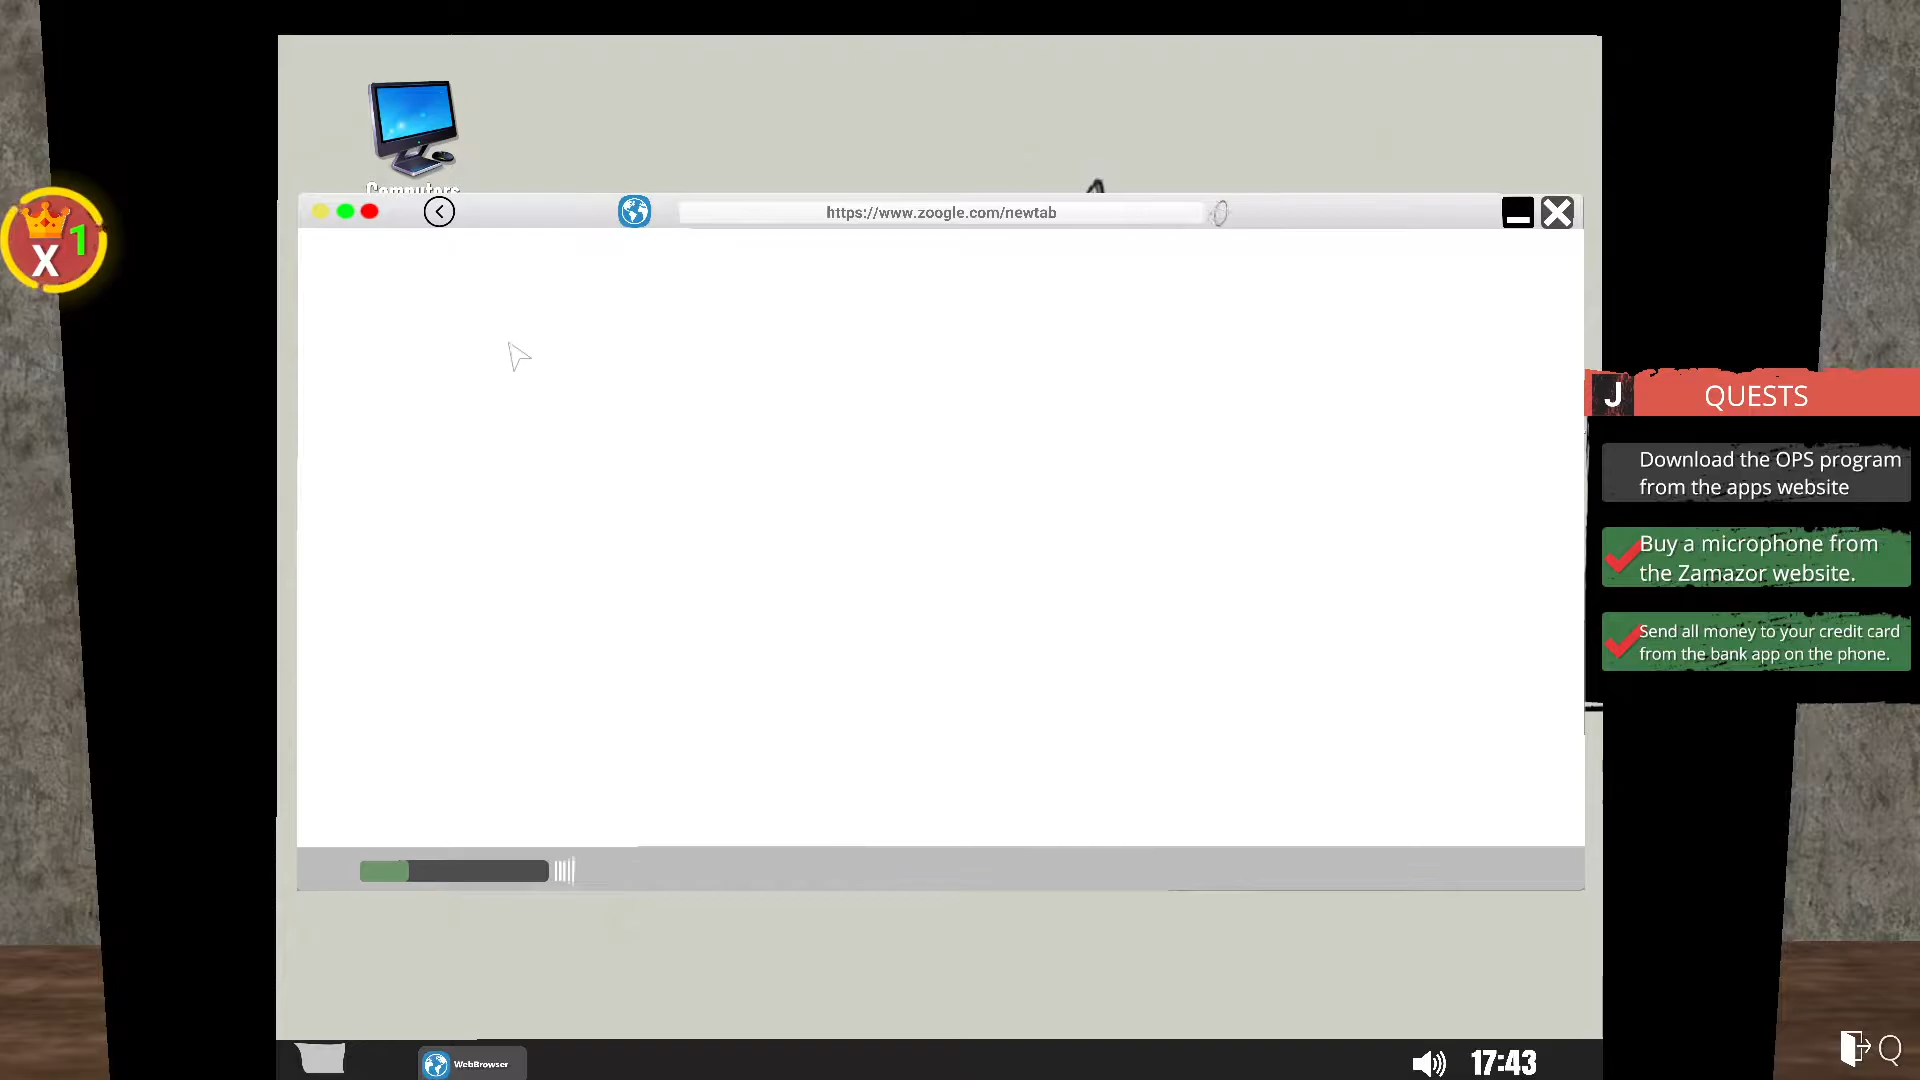 Computers
https://www.zoogle.com/newtab
X 1
J QUESTS
Download the OPS program
from the apps website
Buy a microphone from
the Zamazor website.
Send all money to your credit card
from the bank app on the phone.
WebBrowser
17:43
Q